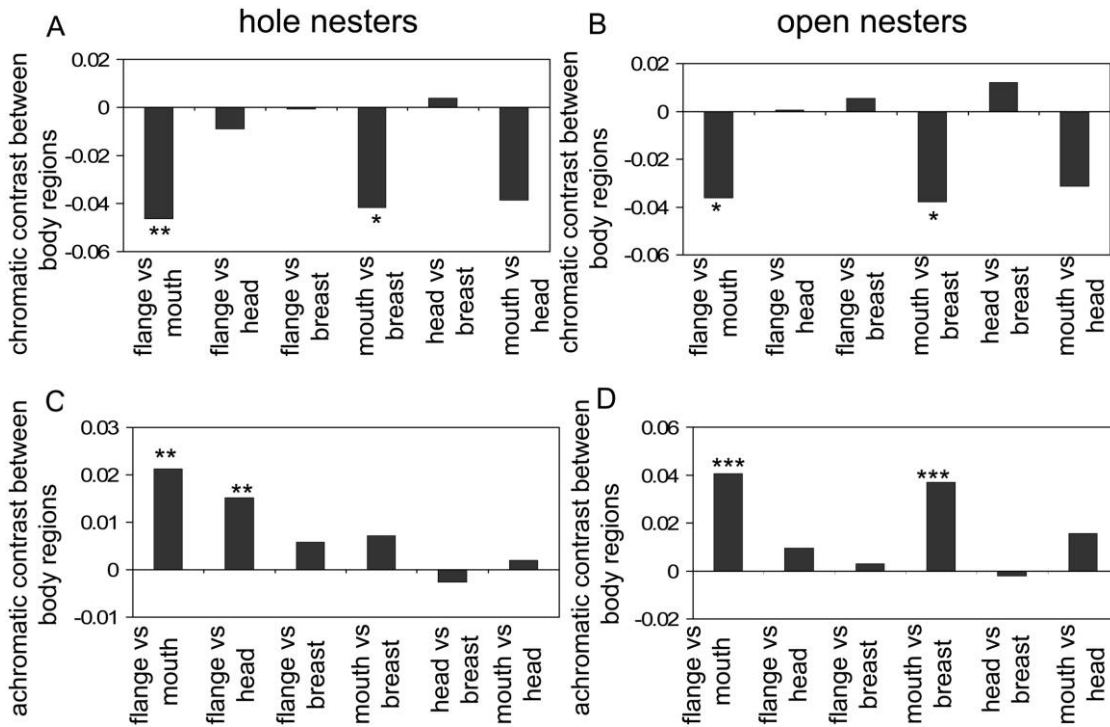 A
hole nesters
B
open nesters
chromatic contrast between
body regions
0.02
0
-0.02
-0.04
-0.06
**
*
flange vs
mouth
flange vs
head
flange vs
breast
mouth vs
breast
head vs
breast
mouth vs
head
chromatic contrast between
body regions
0.02
0
-0.02
-0.04
-0.06
*
*
flange vs
mouth
flange vs
head
flange vs
breast
mouth vs
breast
head vs
breast
mouth vs
head
C
achromatic contrast between
body regions
0.03
0.02
0.01
0
-0.01
**
**
flange vs
mouth
flange vs
head
flange vs
breast
mouth vs
breast
head vs
breast
mouth vs
head
D
achromatic contrast between
body regions
0.06
0.04
0.02
0
-0.02
***
***
flange vs
mouth
flange vs
head
flange vs
breast
mouth vs
breast
head vs
breast
mouth vs
head